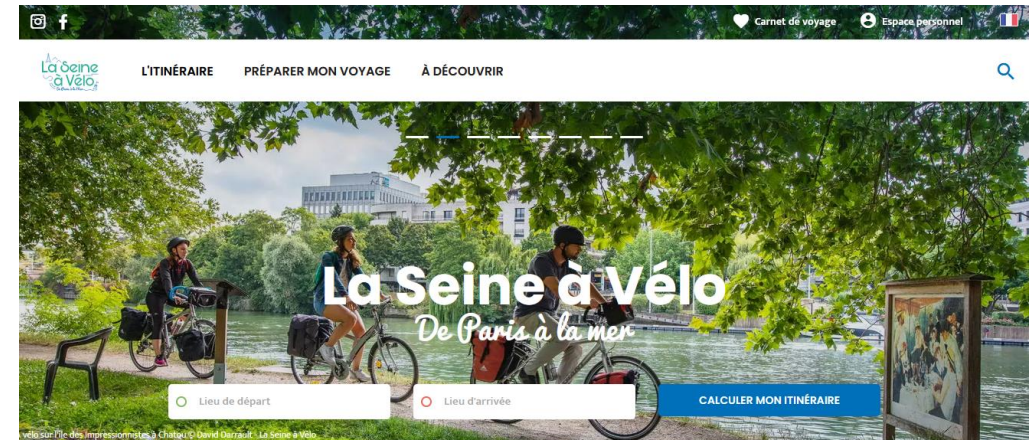 Carnet de voyage
Espace personnel
La Seine
à Vélo
L'ITINÉRAIRE
PRÉPARER MON VOYAGE
À DÉCOUVRIR
La Seine à Vélo
De Paris à la mer
Lieu de départ
Lieu d'arrivée
CALCULER MON ITINÉRAIRE
vélo sur l'île des impressionnistes à Chatou © David Darrault - La Seine à Vélo